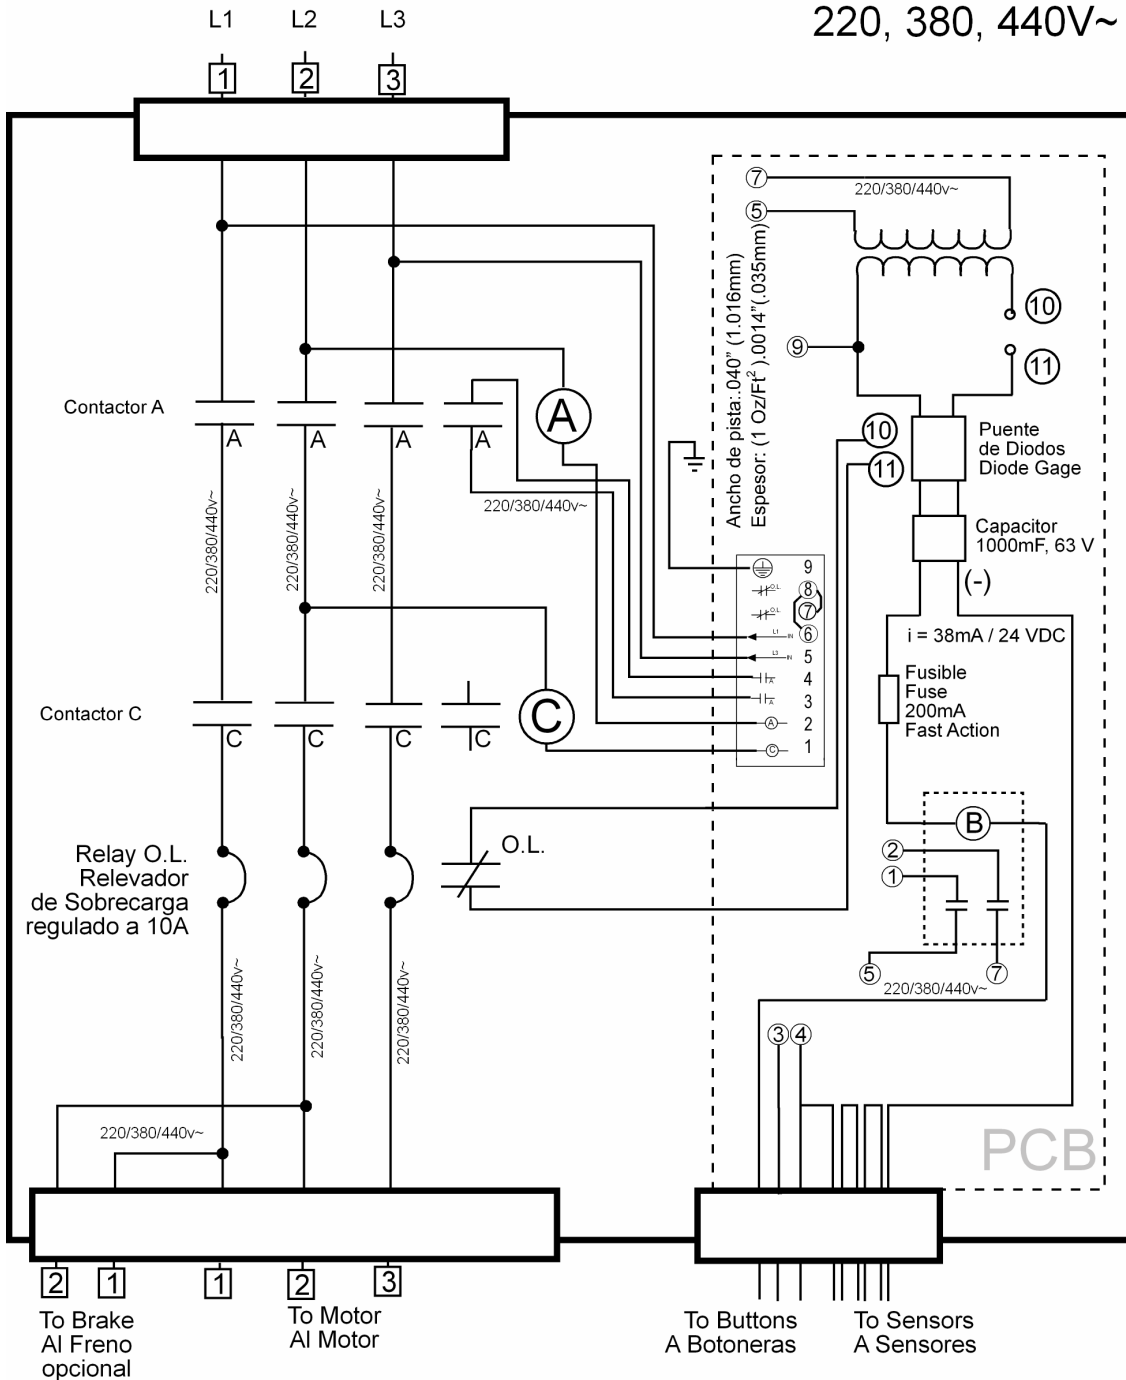 L1 L2 L3
220, 380, 440V~
1 2 3
7
220/380/440v~
5
Ancho de pista:.040” (1.016mm)
Espesor: (1 Oz/Ft² ).0014”(.035mm)
10
9
11
Contactor A
A A A A
A
10
11
Puente
de Diodos
Diode Gage
220/380/440v~
220/380/440v~
220/380/440v~
220/380/440v~
Capacitor
1000mF, 63 V
(-)
i = 38mA / 24 VDC
9
O.L. 8
O.L. 7
L1 IN 6
L3 IN 5
A 4
A 3
A 2
C 1
Fusible
Fuse
200mA
Fast Action
Contactor C
C C C C
C
B
2
1
5 7
220/380/440v~
Relay O.L.
Relevador
de Sobrecarga
regulado a 10A
O.L.
220/380/440v~
220/380/440v~
220/380/440v~
3 4
220/380/440v~
PCB
2 1 1 2 3
To Brake
Al Freno
opcional
To Motor
Al Motor
To Buttons
A Botoneras
To Sensors
A Sensores